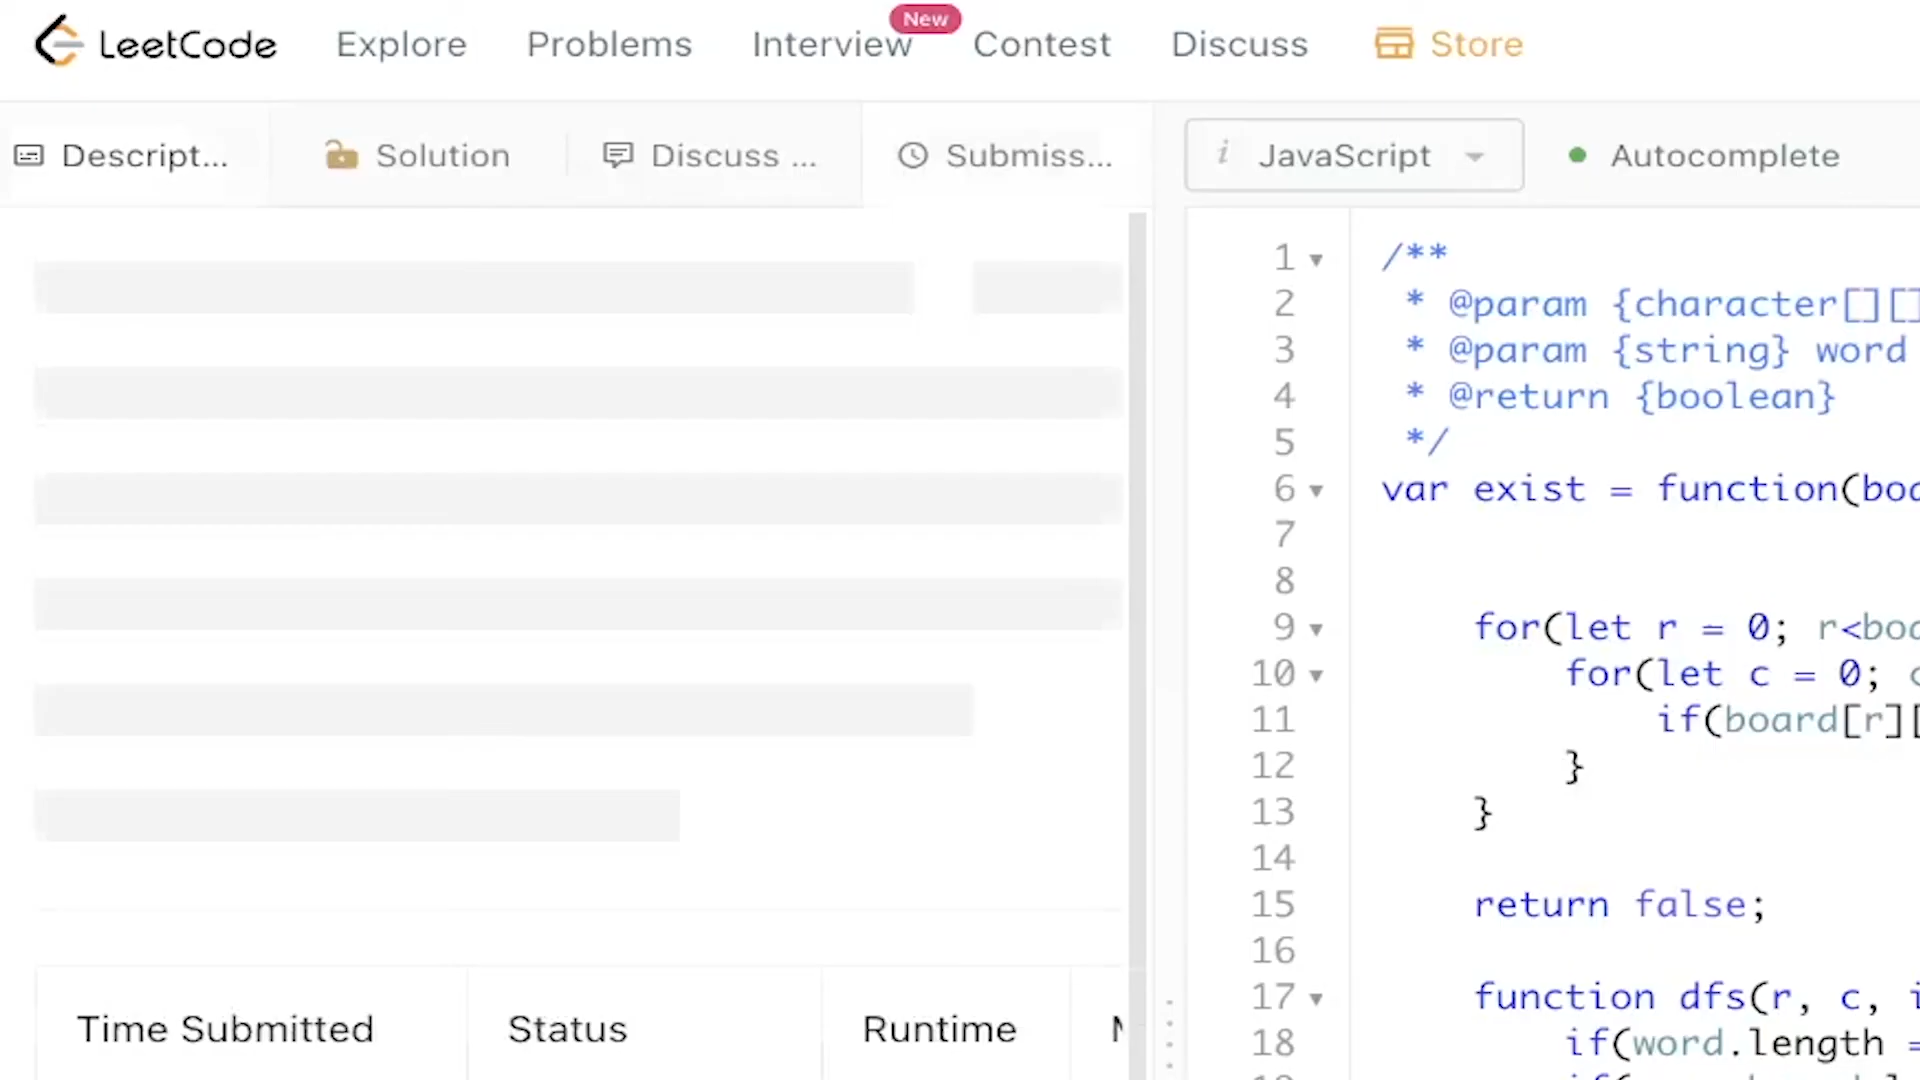 LeetCode Explore Problems Interview New Contest Discuss Store
Descript... Solution Discuss ... Submiss...
i JavaScript Autocomplete
1 /**
2 * @param {character[][]
3 * @param {string} word
4 * @return {boolean}
5 */
6 var exist = function(boa
7
8
9 for(let r = 0; r<boa
10 for(let c = 0; c
11 if(board[r][
12 }
13 }
14
15 return false;
16
17 function dfs(r, c, i
18 if(word.length =
Time Submitted Status Runtime